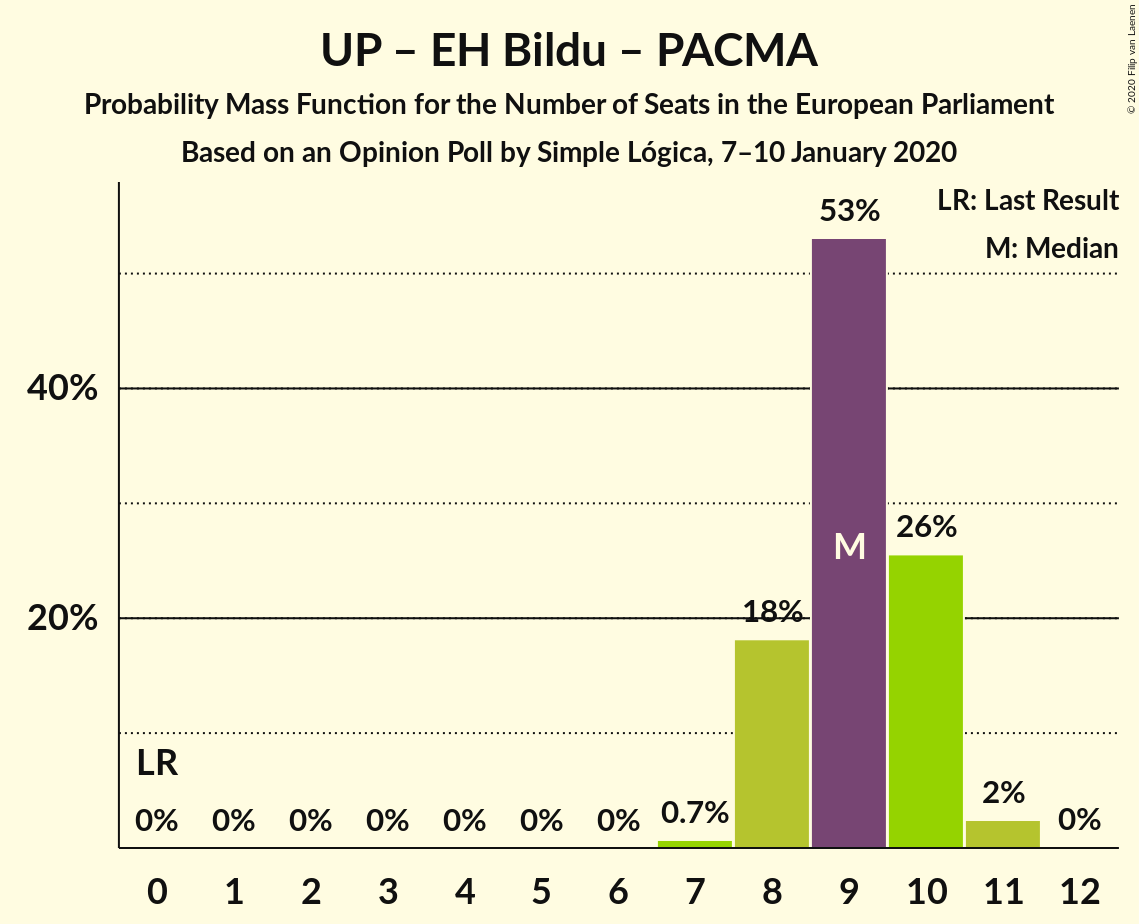 UP – EH Bildu – PACMA
Probability Mass Function for the Number of Seats in the European Parliament
Based on an Opinion Poll by Simple Lógica, 7–10 January 2020
© 2020 Filip van Laenen
LR: Last Result
M: Median
53%
40%
26%
M
20%
18%
LR
0% 0% 0% 0% 0% 0% 0% 0.7% 2% 0%
0 1 2 3 4 5 6 7 8 9 10 11 12